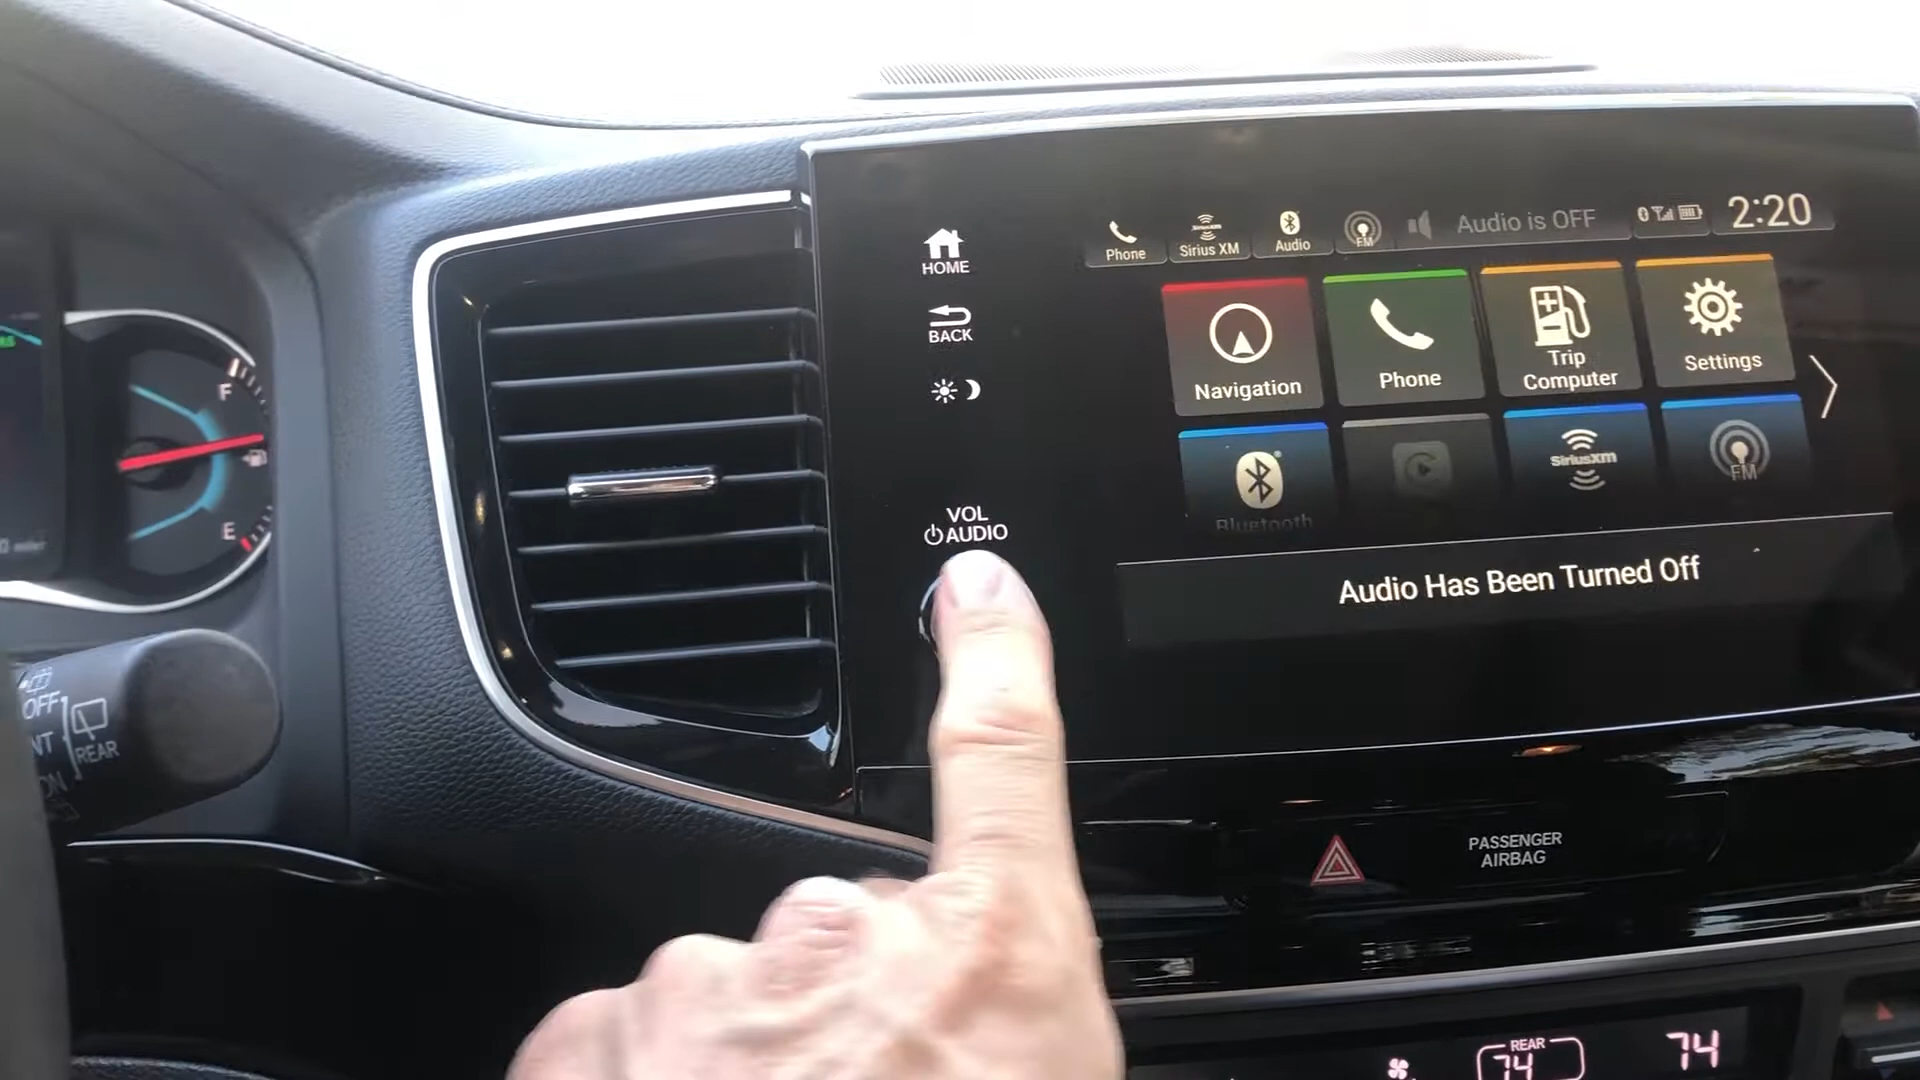 HOME
BACK
VOL
AUDIO
Phone
SiriusXM
Sirius XM
Audio
FM
Audio is OFF
2:20
Navigation
Phone
Trip
Computer
Settings
Bluetooth
SiriusXM
FM
Audio Has Been Turned Off
F
E
OFF
REAR
PASSENGER
AIRBAG
REAR
74
74